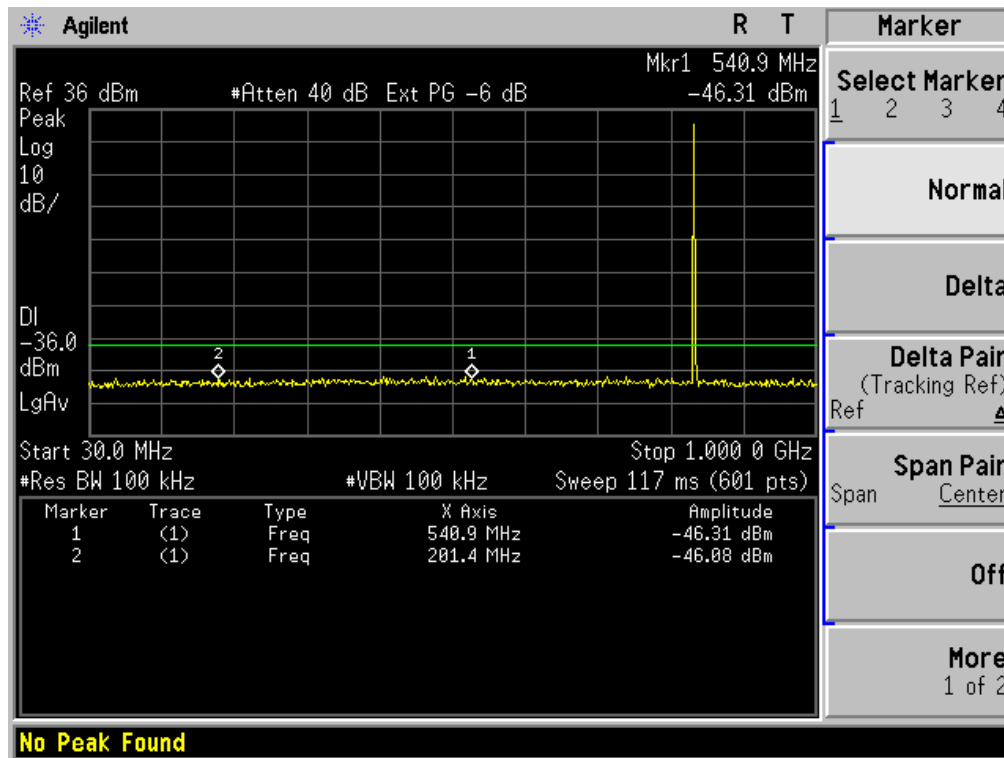 Agilent R T
Mkr1 540.9 MHz
Ref 36 dBm #Atten 40 dB Ext PG -6 dB -46.31 dBm
Peak
Log
10
dB/
DI
-36.0
dBm
LgAv
2
1
Start 30.0 MHz Stop 1.000 0 GHz
#Res BW 100 kHz #VBW 100 kHz Sweep 117 ms (601 pts)
Marker Trace Type X Axis Amplitude
1 (1) Freq 540.9 MHz -46.31 dBm
2 (1) Freq 201.4 MHz -46.08 dBm
No Peak Found
Marker
Select Marker
1 2 3 4
Normal
Delta
Delta Pair
(Tracking Ref)
Ref Δ
Span Pair
Span Center
Off
More
1 of 2